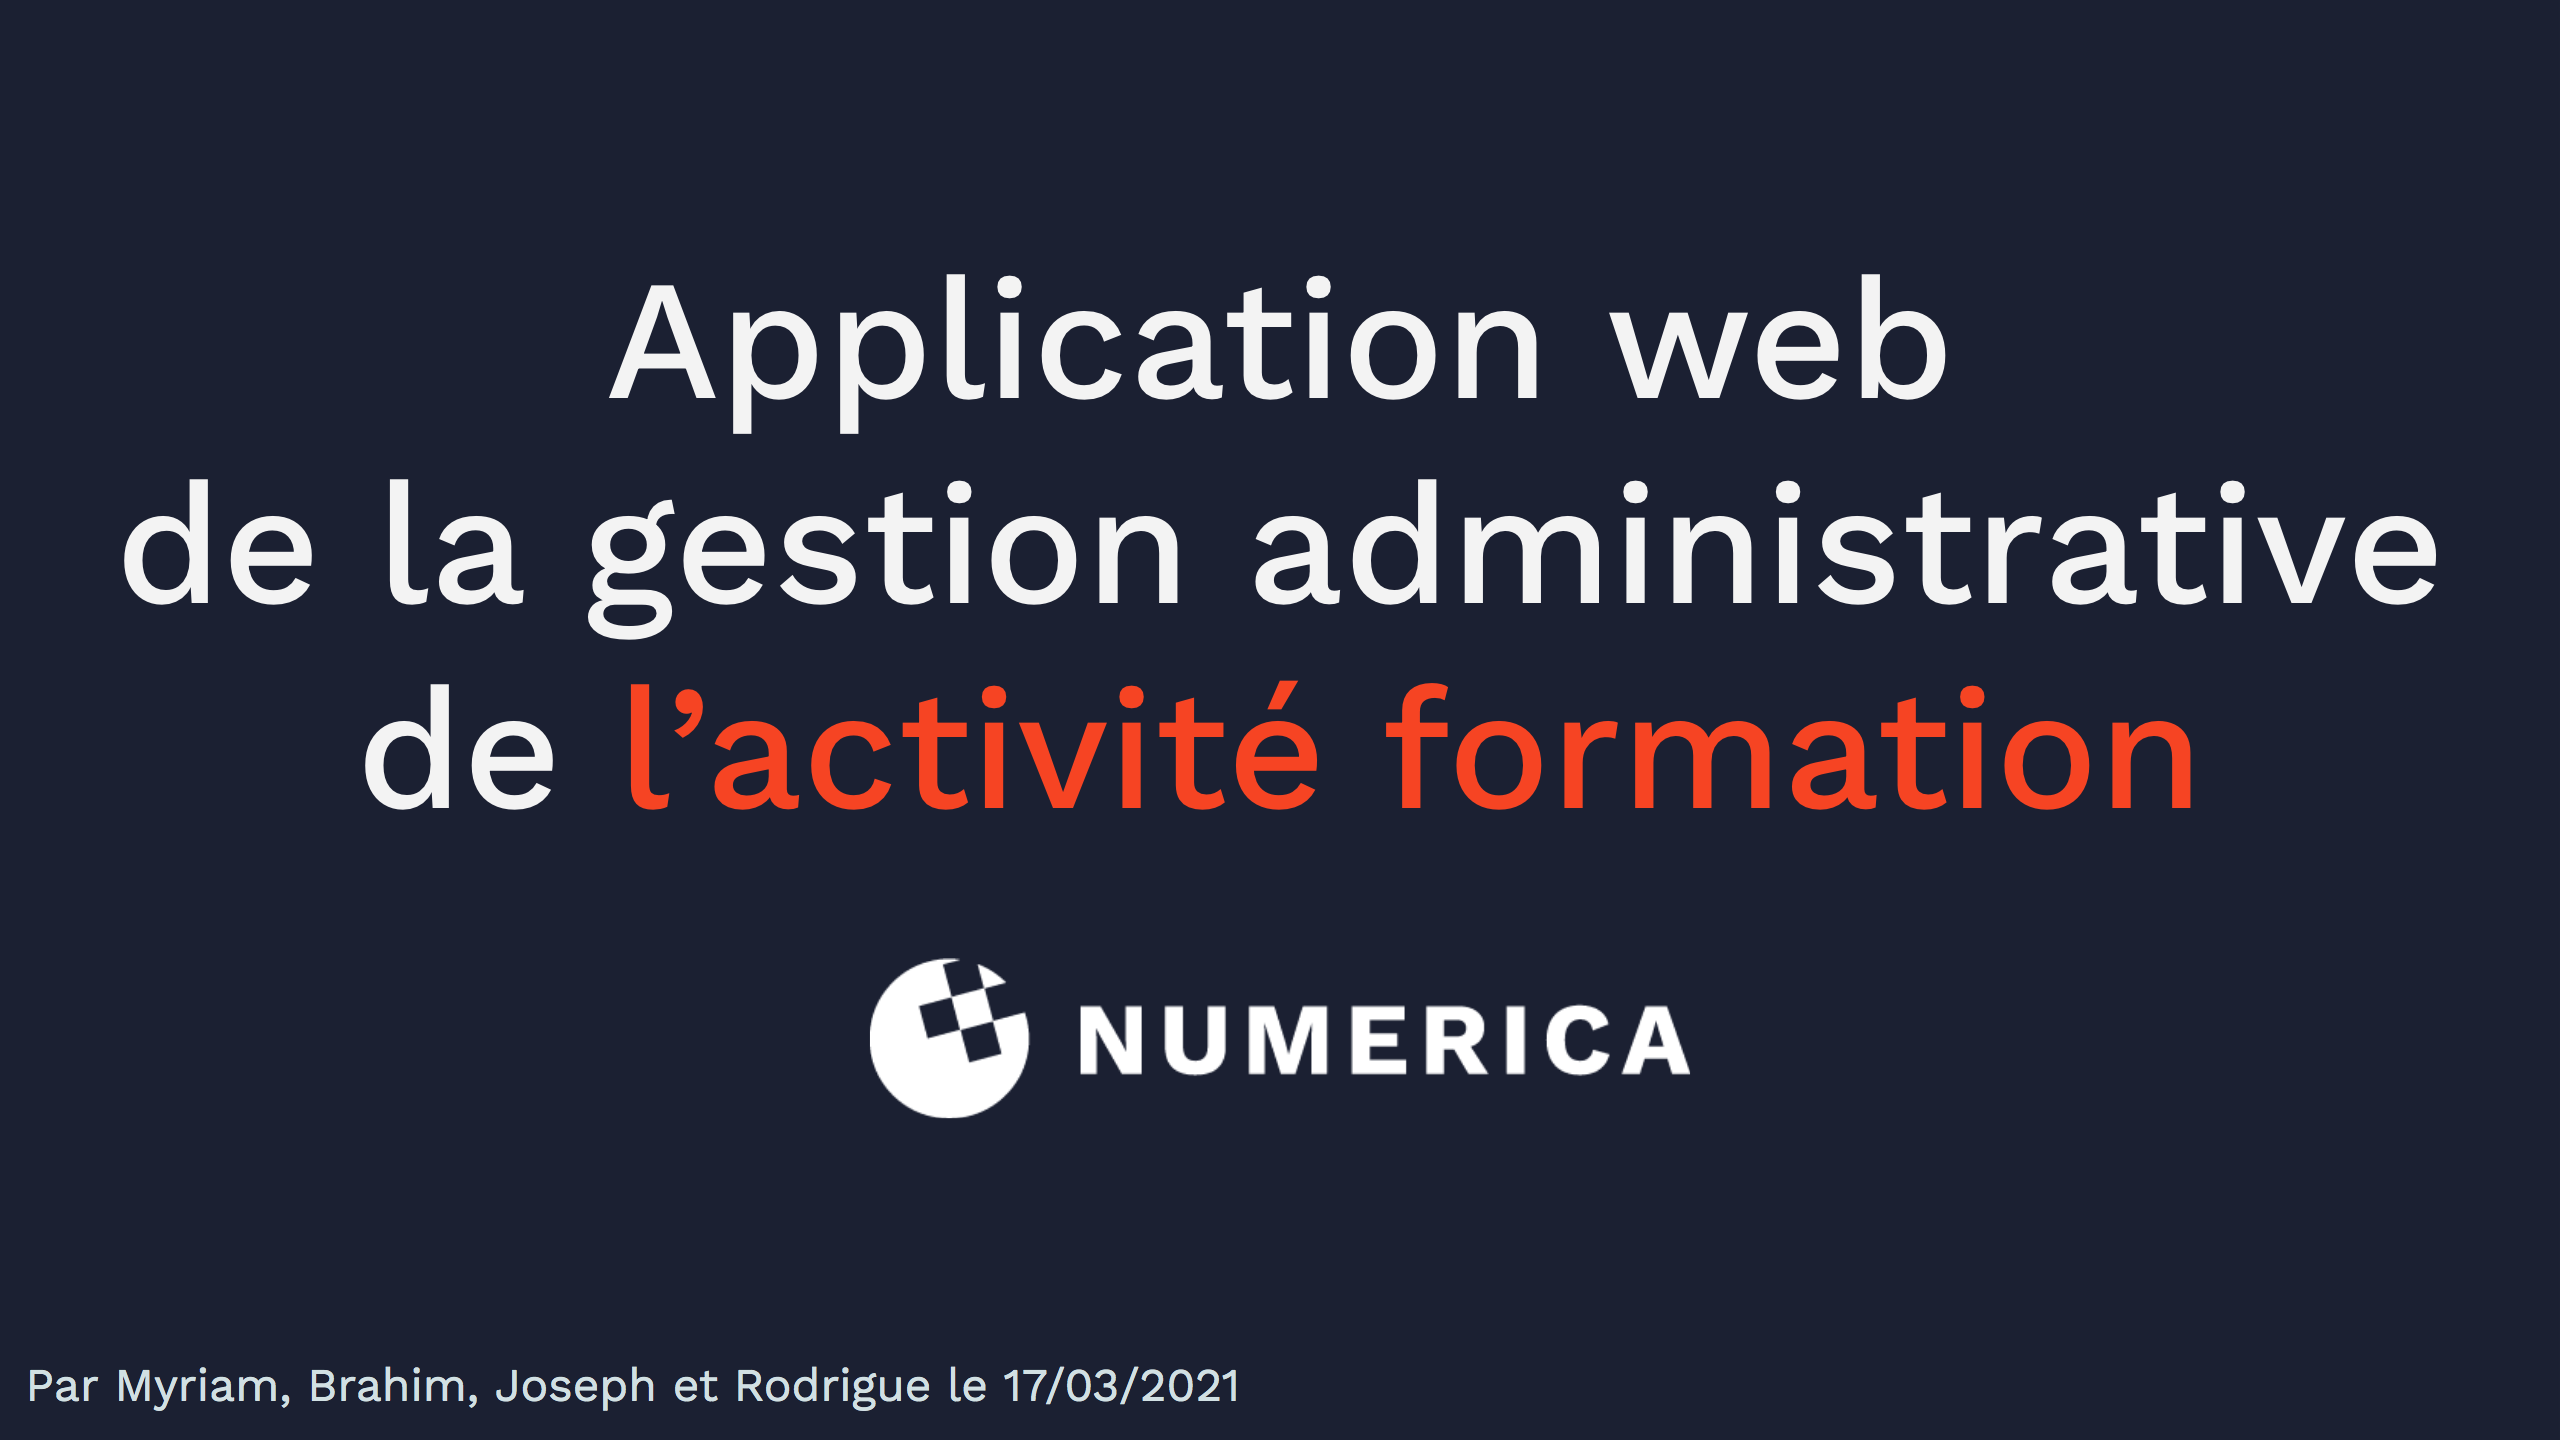 Application web
de la gestion administrative
de l’activité formation
NUMERICA
Par Myriam, Brahim, Joseph et Rodrigue le 17/03/2021